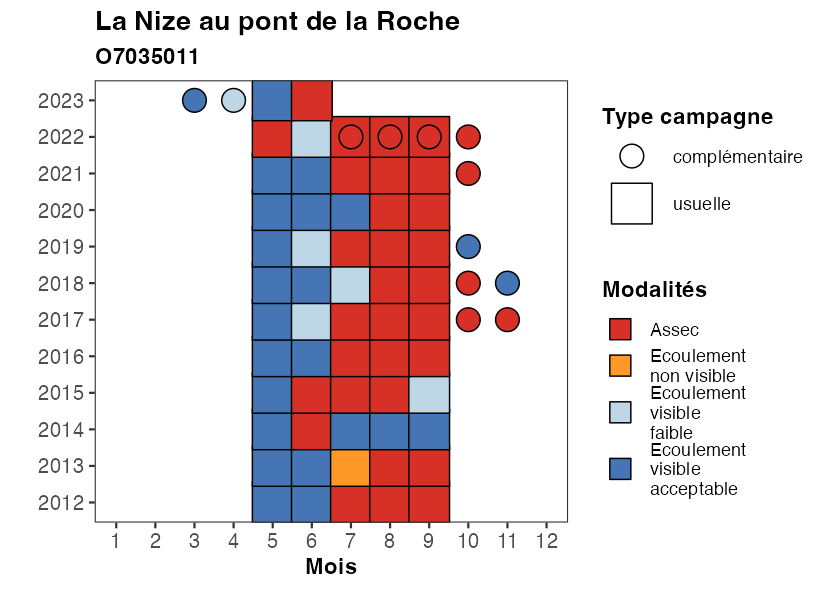 La Nize au pont de la Roche
O7035011
2023
2022
2021
2020
2019
2018
2017
2016
2015
2014
2013
2012
1 2 3 4 5 6 7 8 9 10 11 12
Mois
Type campagne
complémentaire
usuelle
Modalités
Assec
Ecoulement
non visible
Ecoulement
visible
faible
Ecoulement
visible
acceptable